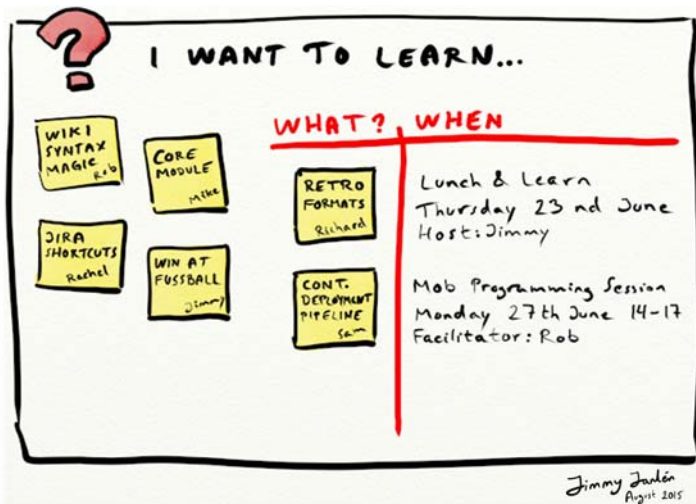 ?
I WANT TO LEARN...
WIKI
SYNTAX
MAGIC
Rob
CORE
MODULE
Mike
JIRA
SHORTCUTS
Rachel
WIN AT
FUSSBALL
Jimmy
WHAT? WHEN
RETRO
FORMATS
Richard
Lunch & Learn
Thursday 23 nd June
Host: Jimmy
CONT.
DEPLOYMENT
PIPELINE
Sam
Mob Programming Session
Monday 27th June 14-17
Facilitator: Rob
Jimmy Janlén
August 2015